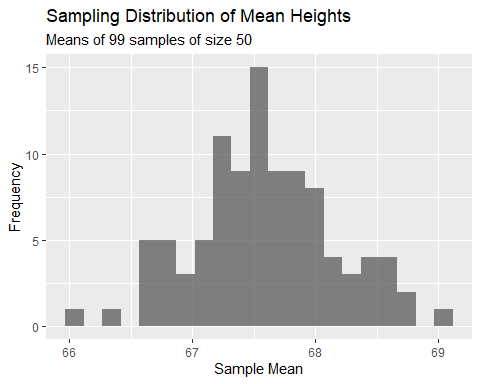 Sampling Distribution of Mean Heights
Means of 99 samples of size 50
15
10
5
0
Frequency
66 67 68 69
Sample Mean